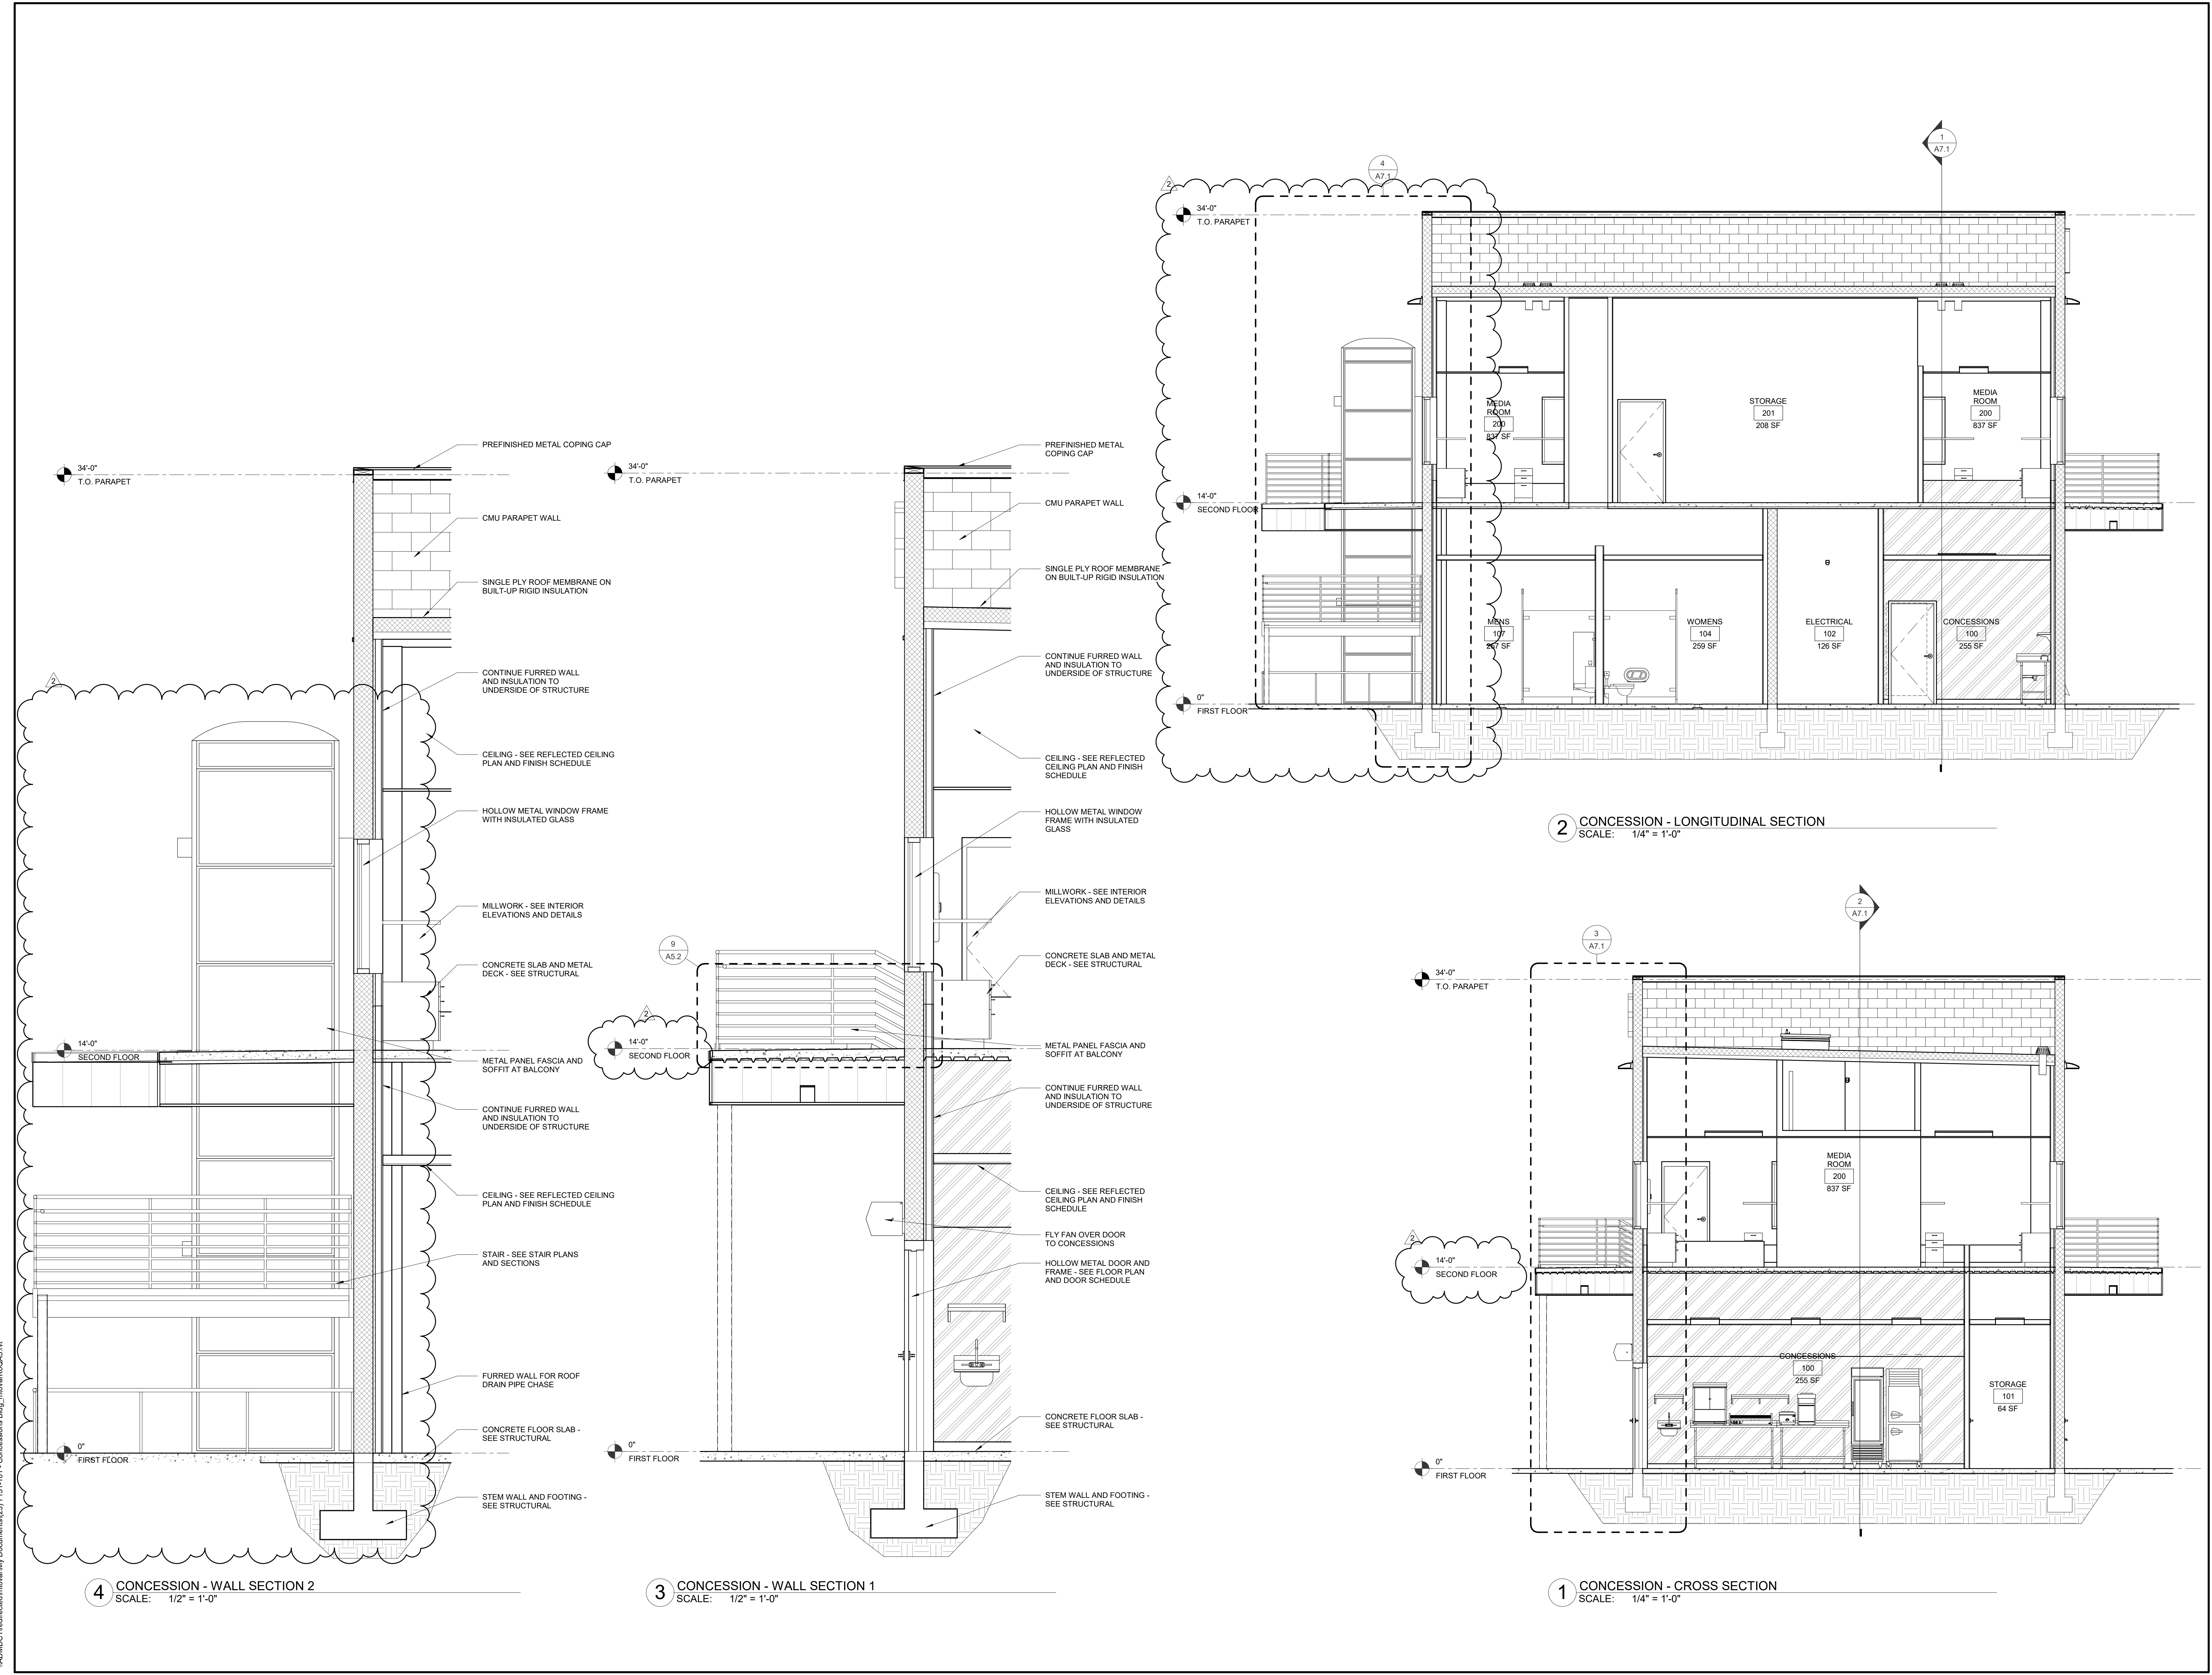 4
PREFINISHED METAL COPING CAP
34'-0"
T.O. PARAPET
CMU PARAPET WALL
SINGLE PLY ROOF MEMBRANE ON
BUILT-UP RIGID INSULATION
2
CONTINUE FURRED WALL
AND INSULATION TO
UNDERSIDE OF STRUCTURE
CEILING - SEE REFLECTED CEILING
PLAN AND FINISH SCHEDULE
HOLLOW METAL WINDOW FRAME
WITH INSULATED GLASS
MILLWORK - SEE INTERIOR
ELEVATIONS AND DETAILS
CONCRETE SLAB AND METAL
DECK - SEE STRUCTURAL
14'-0"
SECOND FLOOR
METAL PANEL FASCIA AND
SOFFIT AT BALCONY
CONTINUE FURRED WALL
AND INSULATION TO
UNDERSIDE OF STRUCTURE
CEILING - SEE REFLECTED CEILING
PLAN AND FINISH SCHEDULE
STAIR - SEE STAIR PLANS
AND SECTIONS
FURRED WALL FOR ROOF
DRAIN PIPE CHASE
CONCRETE FLOOR SLAB -
SEE STRUCTURAL
0"
FIRST FLOOR
STEM WALL AND FOOTING -
SEE STRUCTURAL
CONCESSION - WALL SECTION 2
SCALE: 1/2" = 1'-0"
PREFINISHED METAL
COPING CAP
34'-0"
T.O. PARAPET
CMU PARAPET WALL
SINGLE PLY ROOF MEMBRANE
ON BUILT-UP RIGID INSULATION
CONTINUE FURRED WALL
AND INSULATION TO
UNDERSIDE OF STRUCTURE
CEILING - SEE REFLECTED
CEILING PLAN AND FINISH
SCHEDULE
HOLLOW METAL WINDOW
FRAME WITH INSULATED
GLASS
MILLWORK - SEE INTERIOR
ELEVATIONS AND DETAILS
9
A5.2
CONCRETE SLAB AND METAL
DECK - SEE STRUCTURAL
2
14'-0"
SECOND FLOOR
METAL PANEL FASCIA AND
SOFFIT AT BALCONY
CONTINUE FURRED WALL
AND INSULATION TO
UNDERSIDE OF STRUCTURE
CEILING - SEE REFLECTED
CEILING PLAN AND FINISH
SCHEDULE
FLY FAN OVER DOOR
TO CONCESSIONS
HOLLOW METAL DOOR AND
FRAME - SEE FLOOR PLAN
AND DOOR SCHEDULE
CONCRETE FLOOR SLAB -
SEE STRUCTURAL
0"
FIRST FLOOR
STEM WALL AND FOOTING -
SEE STRUCTURAL
3
CONCESSION - WALL SECTION 1
SCALE: 1/2" = 1'-0"
1
A7.1
4
A7.1
2
34'-0"
T.O. PARAPET
MEDIA
ROOM
200
837 SF
STORAGE
201
208 SF
MEDIA
ROOM
200
837 SF
14'-0"
SECOND FLOOR
MENS
107
267 SF
WOMENS
104
259 SF
ELECTRICAL
102
126 SF
CONCESSIONS
100
255 SF
0"
FIRST FLOOR
2
CONCESSION - LONGITUDINAL SECTION
SCALE: 1/4" = 1'-0"
2
A7.1
3
A7.1
34'-0"
T.O. PARAPET
MEDIA
ROOM
200
837 SF
2
14'-0"
SECOND FLOOR
CONCESSIONS
100
255 SF
STORAGE
101
64 SF
0"
FIRST FLOOR
1
CONCESSION - CROSS SECTION
SCALE: 1/4" = 1'-0"